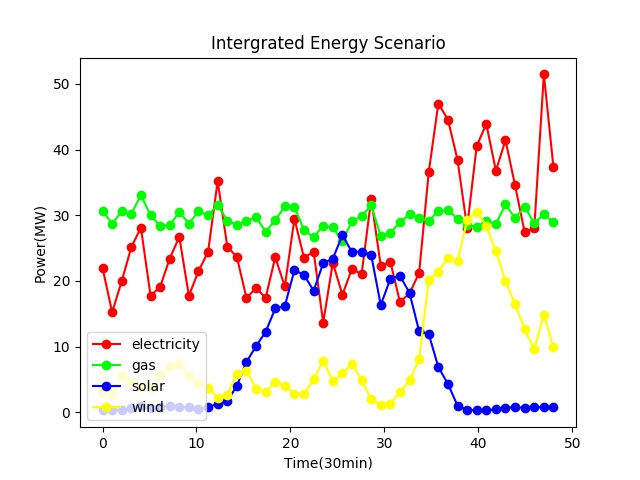 Intergrated Energy Scenario
Power(MW)
50
40
30
20
10
0
electricity
gas
solar
wind
0 10 20 30 40 50
Time(30min)